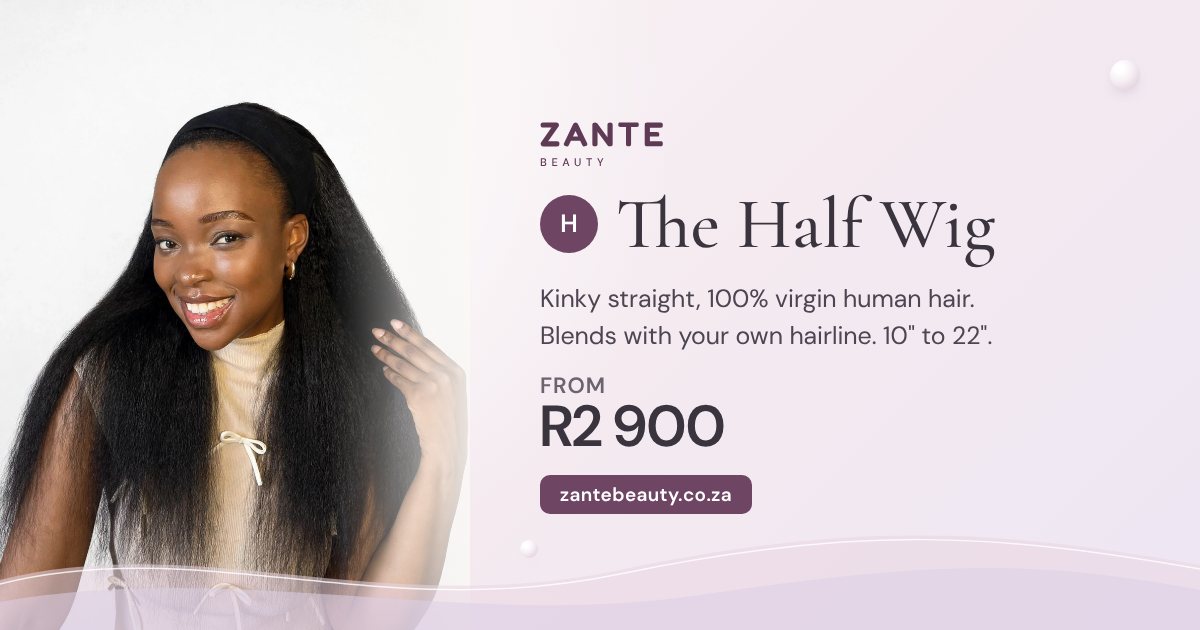 ZANTE
BEAUTY
H The Half Wig
Kinky straight, 100% virgin human hair.
Blends with your own hairline. 10" to 22".
FROM
R2 900
zantebeauty.co.za